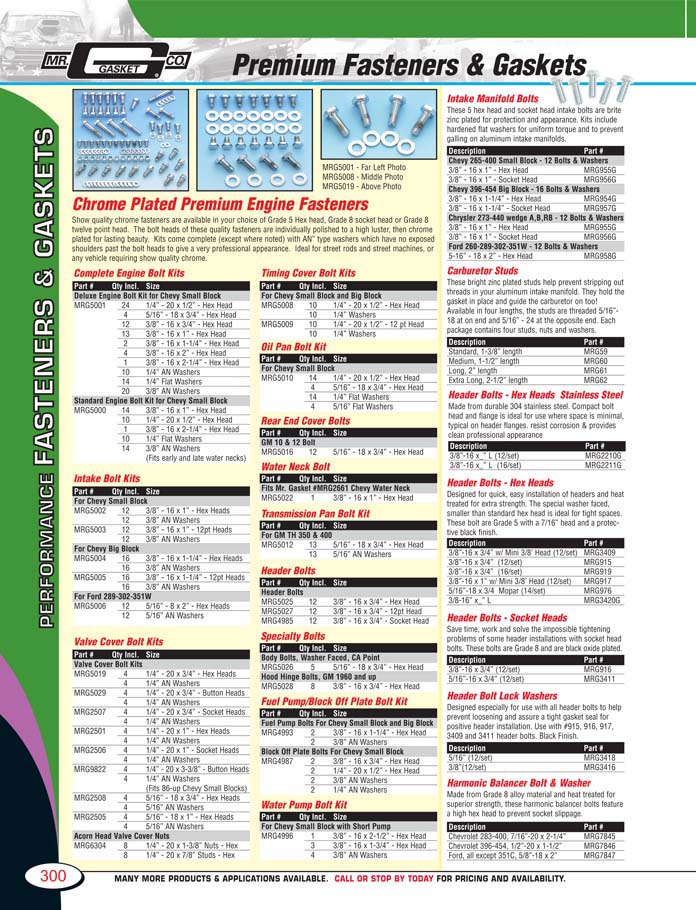 MR. GASKET CO.
Premium Fasteners & Gaskets
PERFORMANCE FASTENERS & GASKETS
MRG5001 - Far Left Photo
MRG5008 - Middle Photo
MRG5019 - Above Photo
Chrome Plated Premium Engine Fasteners
Show quality chrome fasteners are available in your choice of Grade 5 Hex head, Grade 8 socket head or Grade 8
twelve point head. The bolt heads of these quality fasteners are individually polished to a high luster, then chrome
plated for lasting beauty. Kits come complete (except where noted) with AN" type washers which have no exposed
shoulders past the bolt heads to give a very professional appearance. Ideal for street rods and street machines, or
any vehicle requiring show quality chrome.
Complete Engine Bolt Kits
Part # Qty Incl. Size
Deluxe Engine Bolt Kit for Chevy Small Block
MRG5001 24 1/4" - 20 x 1/2" - Hex Head
4 5/16" - 18 x 3/4" - Hex Head
12 3/8" - 16 x 3/4" - Hex Head
13 3/8" - 16 x 1" - Hex Head
2 3/8" - 16 x 1-1/4" - Hex Head
4 3/8" - 16 x 2" - Hex Head
1 3/8" - 16 x 2-1/4" - Hex Head
10 1/4" AN Washers
14 1/4" Flat Washers
20 3/8" AN Washers
Standard Engine Bolt Kit for Chevy Small Block
MRG5000 14 3/8" - 16 x 1" - Hex Head
10 1/4" - 20 x 1/2" - Hex Head
1 3/8" - 16 x 2-1/4" - Hex Head
10 1/4" Flat Washers
14 3/8" AN Washers
(Fits early and late water necks)
Intake Bolt Kits
Part # Qty Incl. Size
For Chevy Small Block
MRG5002 12 3/8" - 16 x 1" - Hex Heads
12 3/8" AN Washers
MRG5003 12 3/8" - 16 x 1" - 12pt Heads
12 3/8" AN Washers
For Chevy Big Block
MRG5004 16 3/8" - 16 x 1-1/4" - Hex Heads
16 3/8" AN Washers
MRG5005 16 3/8" - 16 x 1-1/4" - 12pt Heads
16 3/8" AN Washers
For Ford 289-302-351W
MRG5006 12 5/16" - 8 x 2" - Hex Heads
12 5/16" AN Washers
Valve Cover Bolt Kits
Part # Qty Incl. Size
Valve Cover Bolt Kits
MRG5019 4 1/4" - 20 x 3/4" - Hex Heads
4 1/4" AN Washers
MRG5029 4 1/4" - 20 x 3/4" - Button Heads
4 1/4" AN Washers
MRG2507 4 1/4" - 20 x 3/4" - Socket Heads
4 1/4" AN Washers
MRG2501 4 1/4" - 20 x 1" - Hex Heads
4 1/4" AN Washers
MRG2506 4 1/4" - 20 x 1" - Socket Heads
4 1/4" AN Washers
MRG9822 4 1/4" - 20 x 3-3/8" - Button Heads
4 1/4" AN Washers
(Fits 86-up Chevy Small Blocks)
MRG2508 4 5/16" - 18 x 3/4" - Hex Heads
4 5/16" AN Washers
MRG2505 4 5/16" - 18 x 1" - Hex Heads
4 5/16" AN Washers
Acorn Head Valve Cover Nuts
MRG6304 8 1/4" - 20 x 1-3/8" Nuts - Hex
8 1/4" - 20 x 7/8" Studs - Hex
Timing Cover Bolt Kits
Part # Qty Incl. Size
For Chevy Small Block and Big Block
MRG5008 10 1/4" - 20 x 1/2" - Hex Head
10 1/4" Washers
MRG5009 10 1/4" - 20 x 1/2" - 12 pt Head
10 1/4" Washers
Oil Pan Bolt Kit
Part # Qty Incl. Size
For Chevy Small Block
MRG5010 14 1/4" - 20 x 1/2" - Hex Head
4 5/16" - 18 x 3/4" - Hex Head
14 1/4" Flat Washers
4 5/16" Flat Washers
Rear End Cover Bolts
Part # Qty Incl. Size
GM 10 & 12 Bolt
MRG5016 12 5/16" - 18 x 3/4" - Hex Head
Water Neck Bolt
Part # Qty Incl. Size
Fits Mr. Gasket #MRG2661 Chevy Water Neck
MRG5022 1 3/8" - 16 x 1" - Hex Head
Transmission Pan Bolt Kit
Part # Qty Incl. Size
For GM TH 350 & 400
MRG5012 13 5/16" - 18 x 3/4" - Hex Head
13 5/16" AN Washers
Header Bolts
Part # Qty Incl. Size
Header Bolts
MRG5025 12 3/8" - 16 x 3/4" - Hex Head
MRG5027 12 3/8" - 16 x 3/4" - 12pt Head
MRG4985 12 3/8" - 16 x 3/4" - Socket Head
Specialty Bolts
Part # Qty Incl. Size
Body Bolts, Washer Faced, CA Point
MRG5026 5 5/16" - 18 x 3/4" - Hex Head
Hood Hinge Bolts, GM 1960 and up
MRG5028 8 3/8" - 16 x 3/4" - Hex Head
Fuel Pump/Block Off Plate Bolt Kit
Part # Qty Incl. Size
Fuel Pump Bolts For Chevy Small Block and Big Block
MRG4993 2 3/8" - 16 x 1-1/4" - Hex Head
2 3/8" AN Washers
Block Off Plate Bolts For Chevy Small Block
MRG4987 2 3/8" - 16 x 3/4" - Hex Head
2 1/4" - 20 x 1/2" - Hex Head
2 3/8" AN Washers
2 1/4" AN Washers
Water Pump Bolt Kit
Part # Qty Incl. Size
For Chevy Small Block with Short Pump
MRG4996 1 3/8" - 16 x 2-1/2" - Hex Head
3 3/8" - 16 x 1-3/4" - Hex Head
4 3/8" AN Washers
Intake Manifold Bolts
These 5 hex head and socket head intake bolts are brite
zinc plated for protection and appearance. Kits include
hardened flat washers for uniform torque and to prevent
galling on aluminum intake manifolds.
Description Part #
Chevy 265-400 Small Block - 12 Bolts & Washers
3/8" - 16 x 1" - Hex Head MRG955G
3/8" - 16 x 1" - Socket Head MRG956G
Chevy 396-454 Big Block - 16 Bolts & Washers
3/8" - 16 x 1-1/4" - Hex Head MRG954G
3/8" - 16 x 1-1/4" - Socket Head MRG957G
Chrysler 273-440 wedge A,B,RB - 12 Bolts & Washers
3/8" - 16 x 1" - Hex Head MRG955G
3/8" - 16 x 1" - Socket Head MRG956G
Ford 260-289-302-351W - 12 Bolts & Washers
5-16" - 18 x 2" - Hex Head MRG958G
Carburetor Studs
These bright zinc plated studs help prevent stripping out
threads in your aluminum intake manifold. They hold the
gasket in place and guide the carburetor on too!
Available in four lengths, the studs are threaded 5/16"-
18 at on end and 5/16" - 24 at the opposite end. Each
package contains four studs, nuts and washers.
Description Part #
Standard, 1-3/8" length MRG59
Medium, 1-1/2" length MRG60
Long, 2" length MRG61
Extra Long, 2-1/2" length MRG62
Header Bolts - Hex Heads Stainless Steel
Made from durable 304 stainless steel. Compact bolt
head and flange is ideal for use where space is minimal,
typical on header flanges. resist corrosion & provides
clean professional appearance
Description Part #
3/8"-16 x_" L (12/set) MRG2210G
3/8"-16 x_" L (16/set) MRG2211G
Header Bolts - Hex Heads
Designed for quick, easy installation of headers and heat
treated for extra strength. The special washer faced,
smaller than standard hex head is ideal for tight spaces.
These bolt are Grade 5 with a 7/16" head and a protec-
tive black finish.
Description Part #
3/8"-16 x 3/4" w/ Mini 3/8' Head (12/set) MRG3409
3/8"-16 x 3/4" (12/set) MRG915
3/8"-16 x 3/4" (16/set) MRG919
3/8"-16 x 1" w/ Mini 3/8' Head (12/set) MRG917
5/16"-18 x 3/4 Mopar (14/set) MRG976
3/8-16" x_" L MRG3420G
Header Bolts - Socket Heads
Save time, work and solve the impossible tightening
problems of some header installations with socket head
bolts. These bolts are Grade 8 and are black oxide plated.
Description Part #
3/8"-16 x 3/4" (12/set) MRG916
5/16"-16 x 3/4" (12/set) MRG3411
Header Bolt Lock Washers
Designed especially for use with all header bolts to help
prevent loosening and assure a tight gasket seal for
positive header installation. Use with #915, 916, 917,
3409 and 3411 header bolts. Black Finish.
Description Part #
5/16" (12/set) MRG3418
3/8"(12/set) MRG3416
Harmonic Balancer Bolt & Washer
Made from Grade 8 alloy material and heat treated for
superior strength, these harmonic balancer bolts feature
a high hex head to prevent socket slippage.
Description Part #
Chevrolet 283-400, 7/16"-20 x 2-1/4" MRG7845
Chevrolet 396-454, 1/2"-20 x 1-1/2" MRG7846
Ford, all except 351C, 5/8"-18 x 2" MRG7847
300
MANY MORE PRODUCTS & APPLICATIONS AVAILABLE. CALL OR STOP BY TODAY FOR PRICING AND AVAILABILITY.